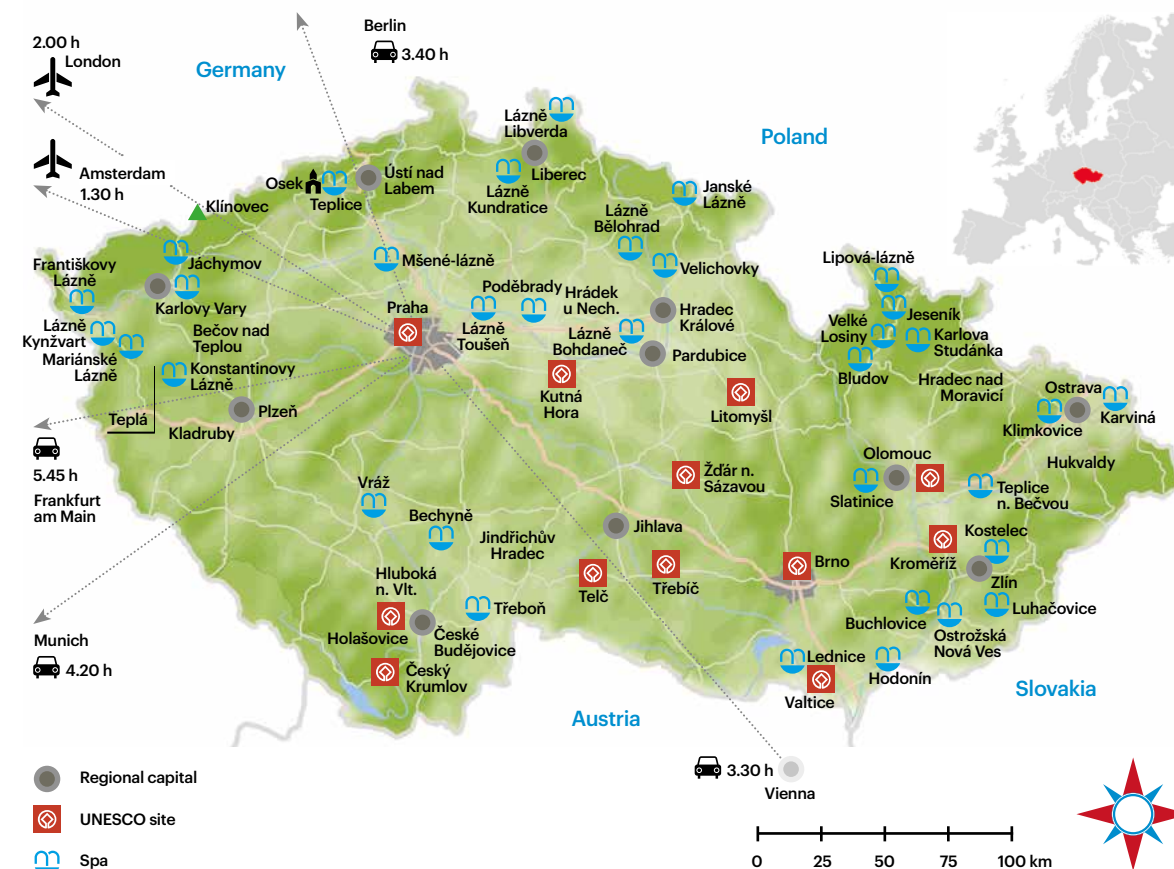 2.00 h
London
Germany
Berlin
3.40 h
Poland
Amsterdam
1.30 h
Lázně
Libverda
Liberec
Ústí nad
Labem
Osek
Teplice
Lázně
Kundratice
Janské
Lázně
Klínovec
Lázně
Bělohrad
Velichovky
Jáchymov
Františkovy
Lázně
Mšené-lázně
Lipová-lázně
Karlovy Vary
Poděbrady
Hrádek
u Nech.
Hradec
Králové
Praha
Lázně
Toušeň
Lázně
Bohdaneč
Pardubice
Jeseník
Velké
Losiny
Karlova
Studánka
Bludov
Lázně
Kynžvart
Mariánské
Lázně
Bečov nad
Teplou
Konstantinovy
Lázně
Teplá
Plzeň
Kladruby
Kutná
Hora
Litomyšl
Hradec nad
Moravicí
Ostrava
Karviná
Klimkovice
Hukvaldy
Olomouc
Slatinice
Teplice
n. Bečvou
5.45 h
Frankfurt
am Main
Vráž
Bechyně
Žďár n.
Sázavou
Jindřichův
Hradec
Jihlava
Kostelec
Kroměříž
Zlín
Brno
Telč
Třebíč
Hluboká
n. Vlt.
Třeboň
Holašovice
České
Budějovice
Český
Krumlov
Luhačovice
Buchlovice
Ostrožská
Nová Ves
Lednice
Hodonín
Valtice
Munich
4.20 h
Slovakia
Austria
3.30 h
Vienna
Regional capital
UNESCO site
Spa
0 25 50 75 100 km